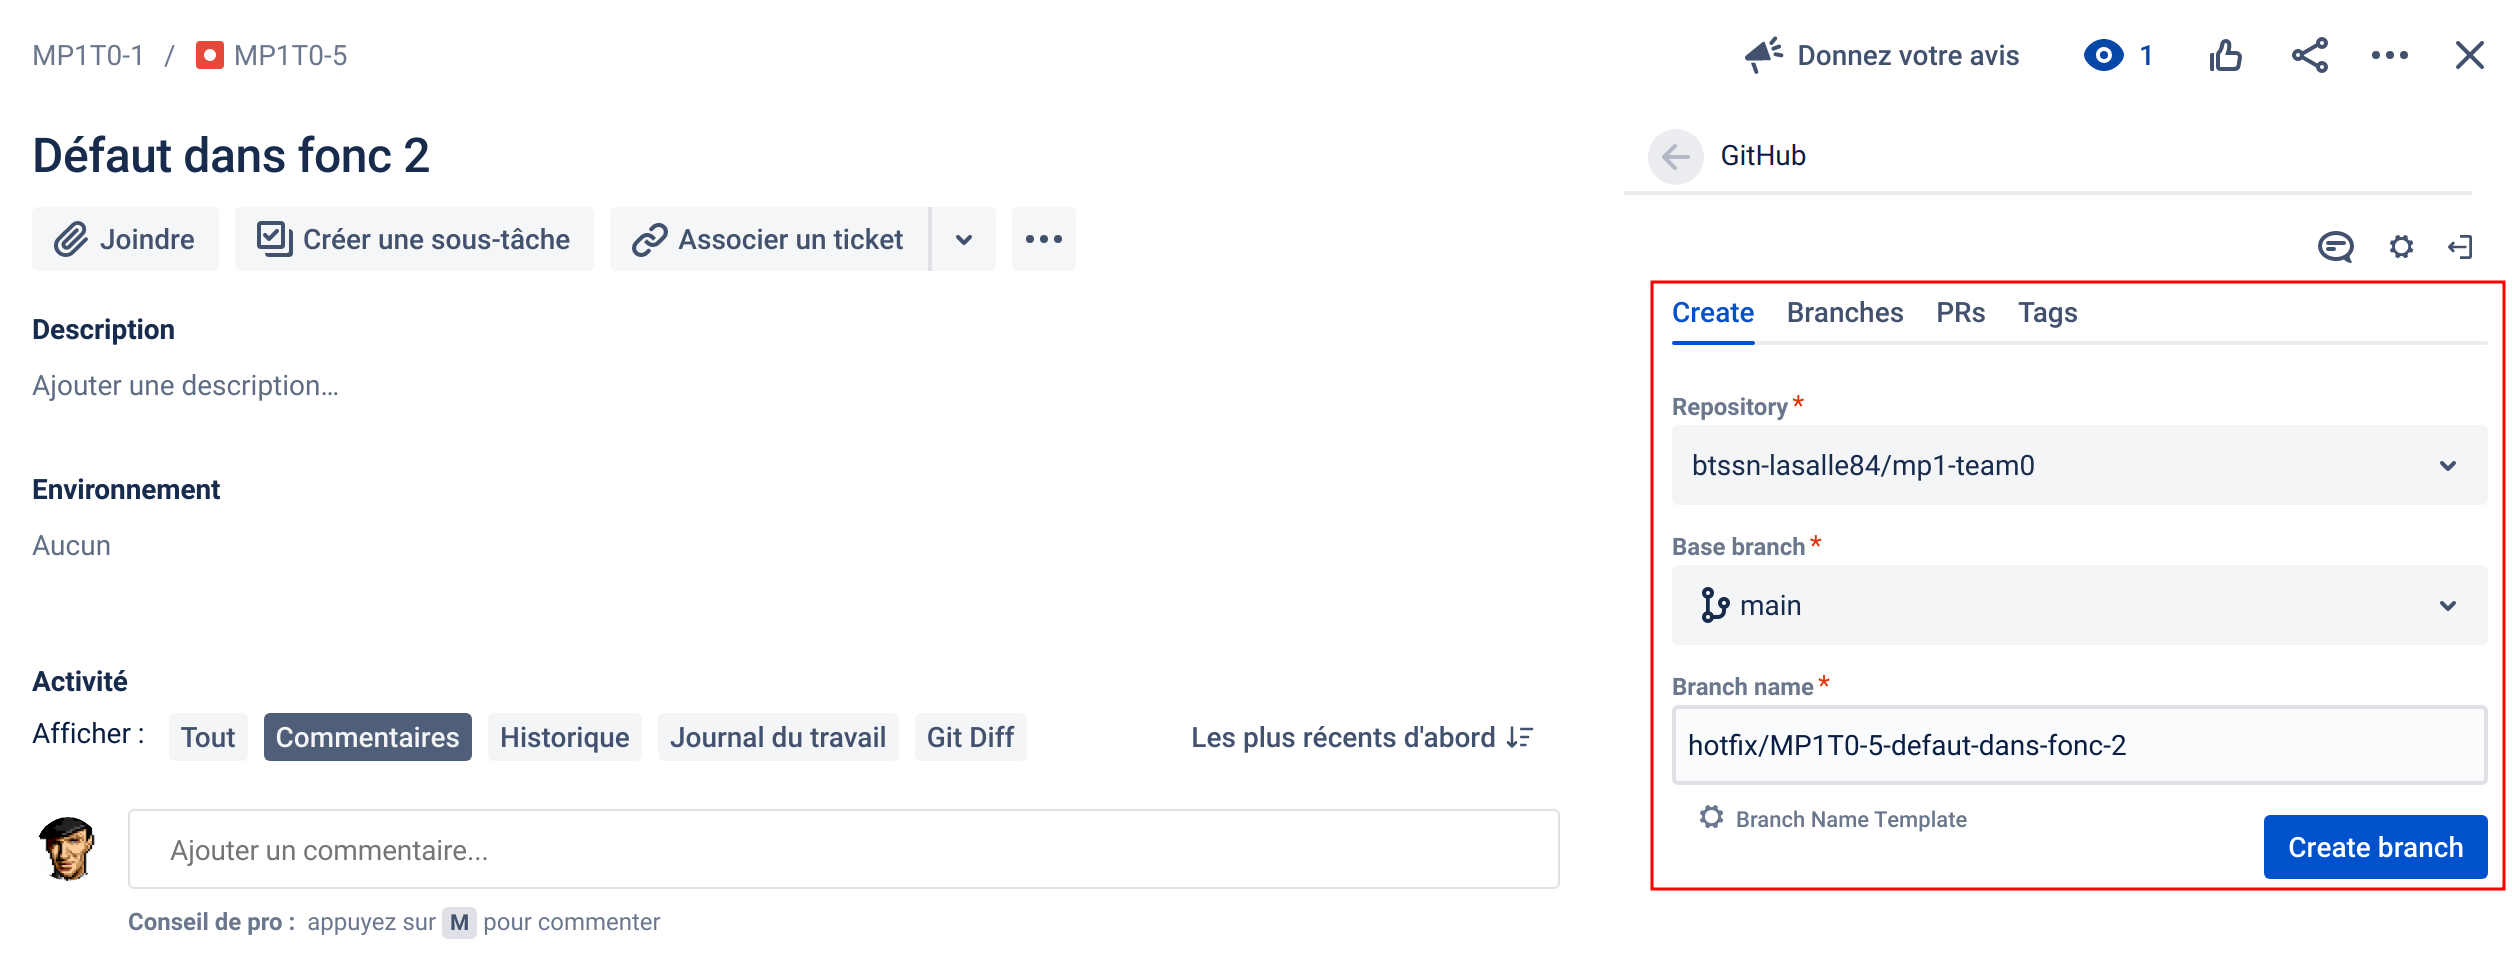 MP1T0-1 / MP1T0-5
Donnez votre avis 1
Défaut dans fonc 2
Joindre
Créer une sous-tâche
Associer un ticket
Description
Ajouter une description...
Environnement
Aucun
Activité
Afficher : Tout Commentaires Historique Journal du travail Git Diff Les plus récents d'abord
Ajouter un commentaire...
Conseil de pro : appuyez sur M pour commenter
GitHub
Create Branches PRs Tags
Repository *
btssn-lasalle84/mp1-team0
Base branch *
main
Branch name *
hotfix/MP1T0-5-defaut-dans-fonc-2
Branch Name Template
Create branch